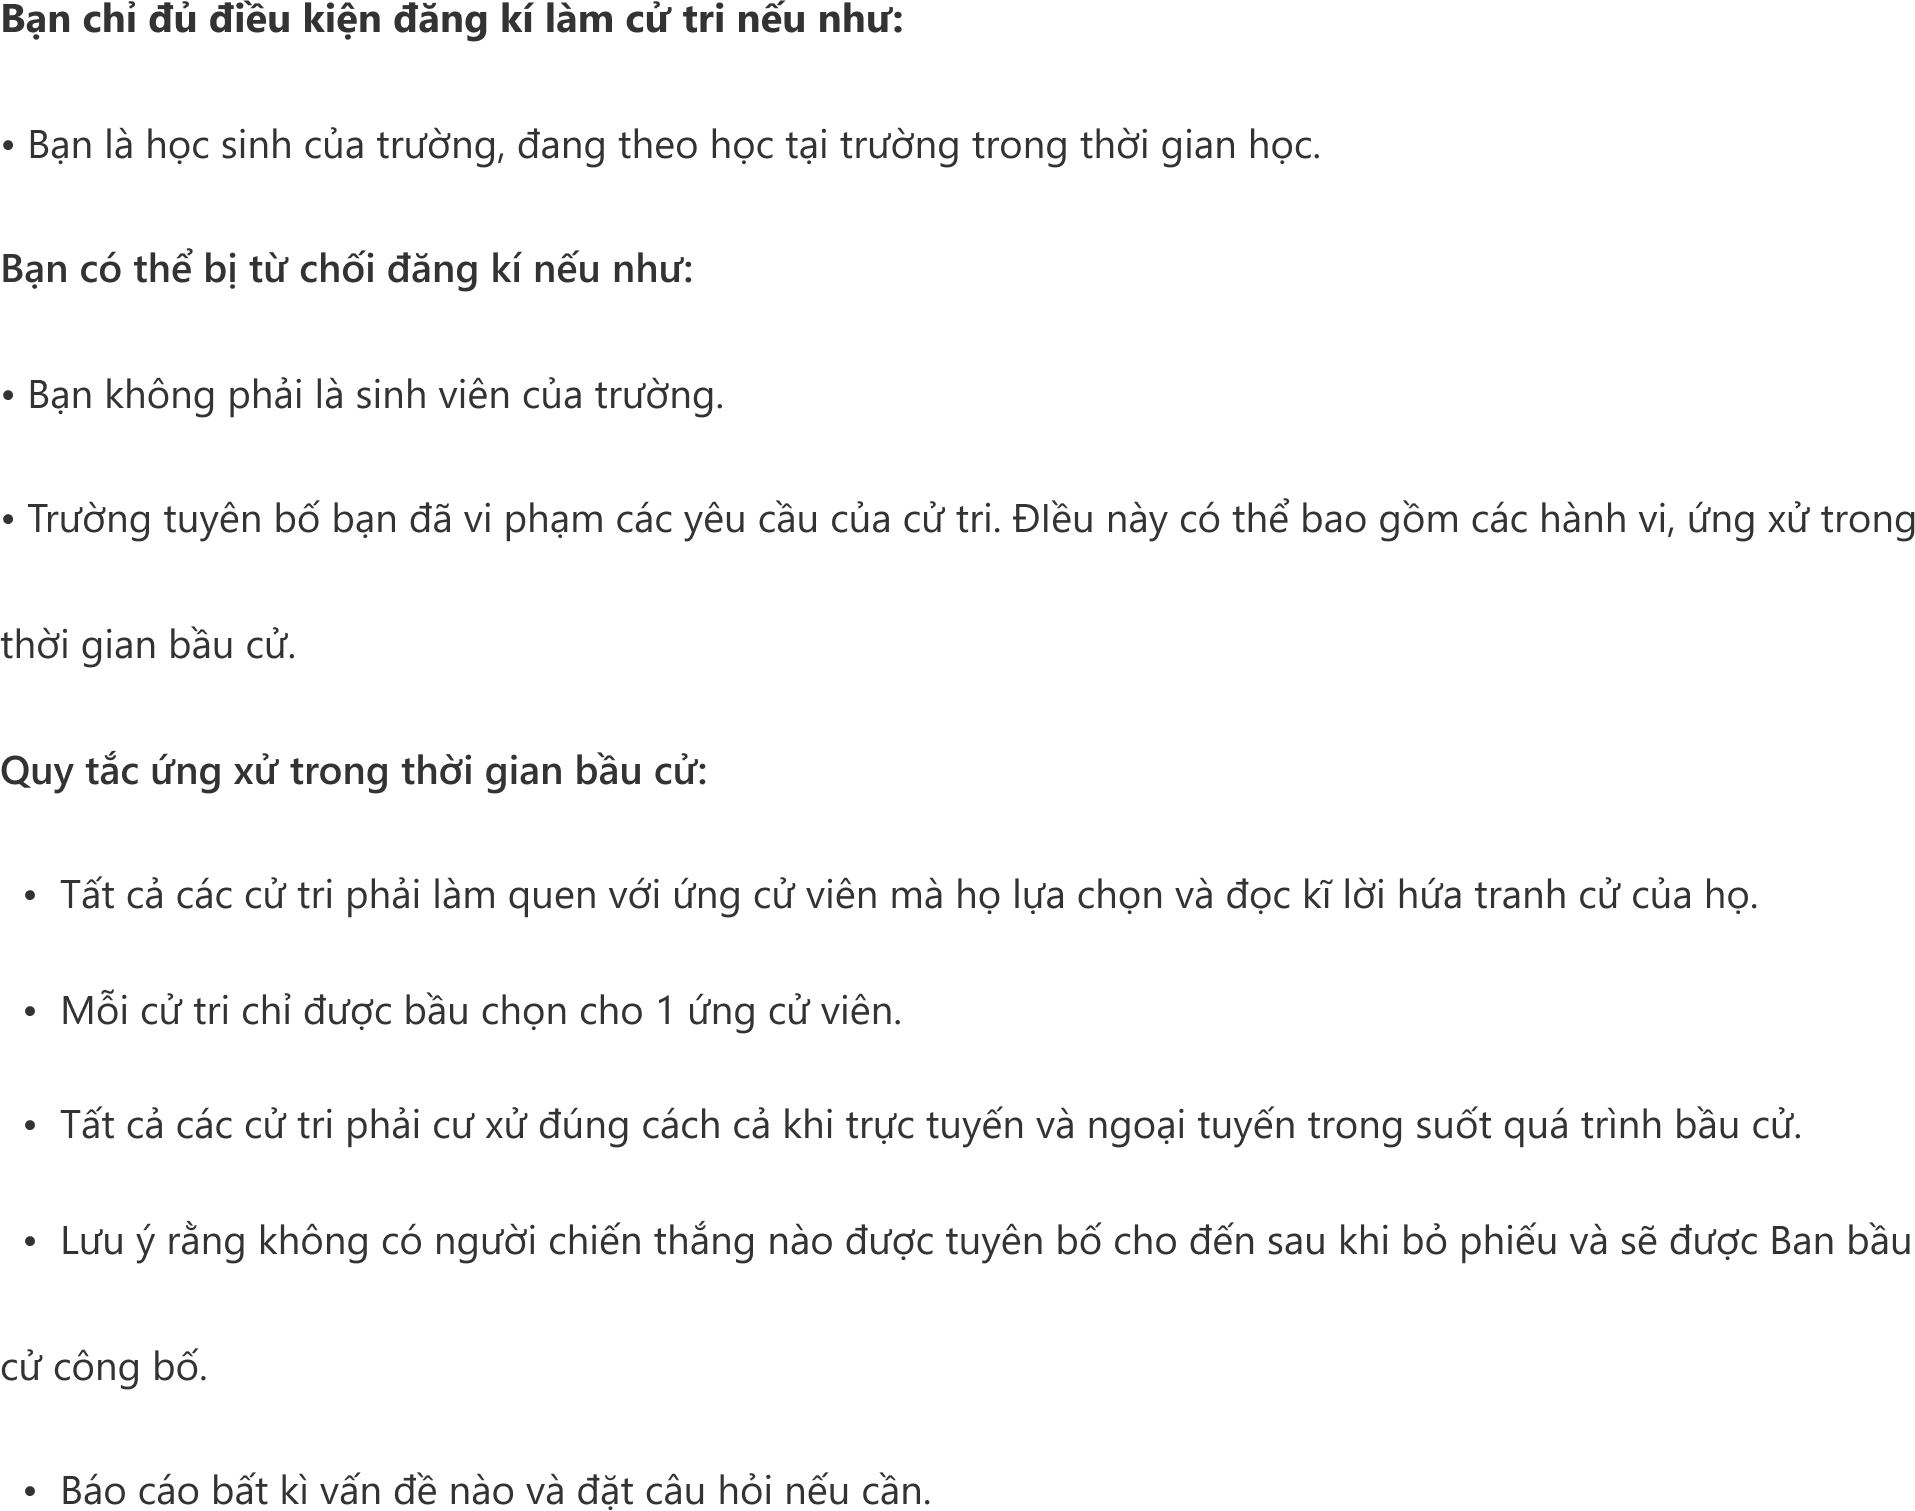 Bạn chỉ đủ điều kiện đăng kí làm cử tri nếu như:
• Bạn là học sinh của trường, đang theo học tại trường trong thời gian học.
Bạn có thể bị từ chối đăng kí nếu như:
• Bạn không phải là sinh viên của trường.
• Trường tuyên bố bạn đã vi phạm các yêu cầu của cử tri. ĐIều này có thể bao gồm các hành vi, ứng xử trong
thời gian bầu cử.
Quy tắc ứng xử trong thời gian bầu cử:
• Tất cả các cử tri phải làm quen với ứng cử viên mà họ lựa chọn và đọc kĩ lời hứa tranh cử của họ.
• Mỗi cử tri chỉ được bầu chọn cho 1 ứng cử viên.
• Tất cả các cử tri phải cư xử đúng cách cả khi trực tuyến và ngoại tuyến trong suốt quá trình bầu cử.
• Lưu ý rằng không có người chiến thắng nào được tuyên bố cho đến sau khi bỏ phiếu và sẽ được Ban bầu
cử công bố.
• Báo cáo bất kì vấn đề nào và đặt câu hỏi nếu cần.